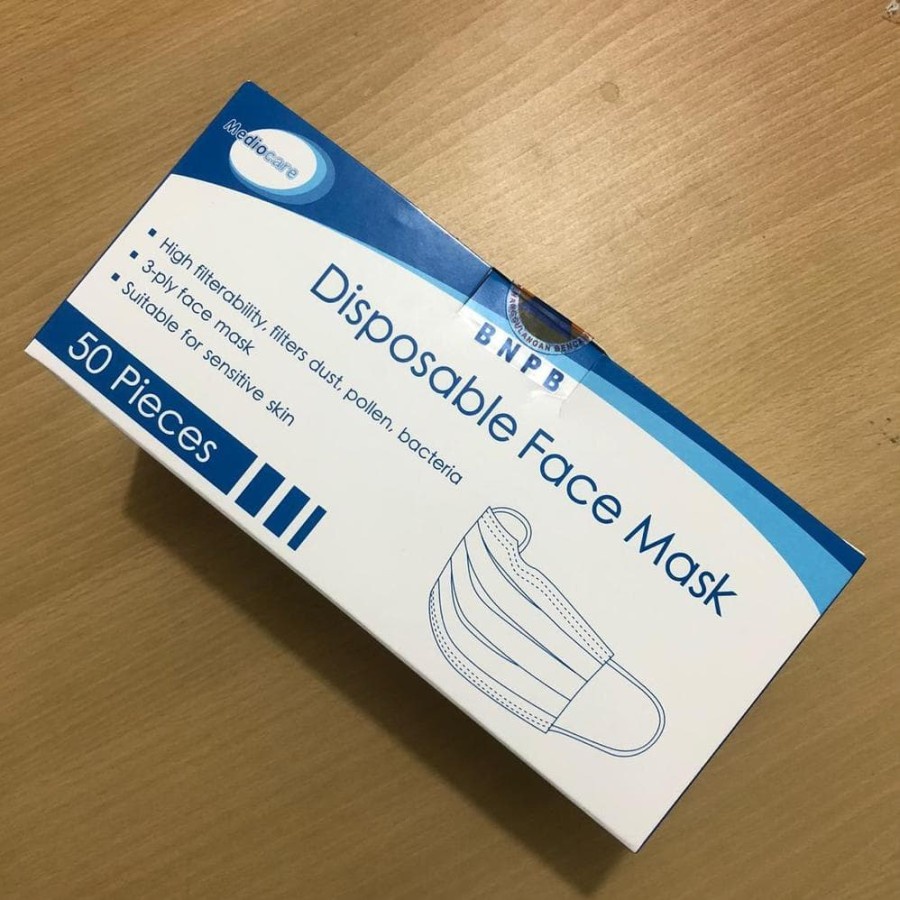 Mediocare
Disposable Face Mask
High filterability, filters dust, pollen, bacteria
3-ply face mask
Suitable for sensitive skin
50 Pieces
BNPB